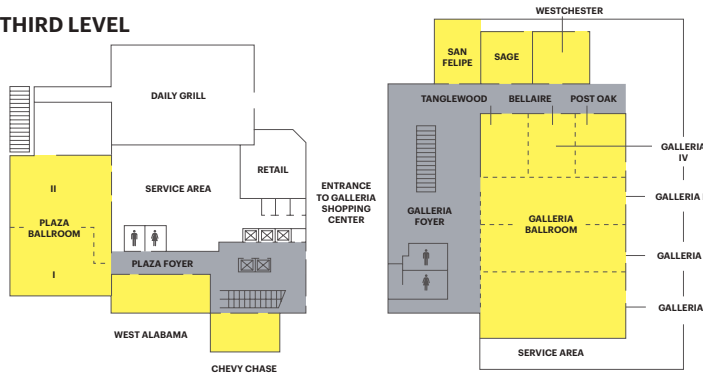 THIRD LEVEL
DAILY GRILL
RETAIL
SERVICE AREA
II
PLAZA
BALLROOM
I
PLAZA FOYER
WEST ALABAMA
CHEVY CHASE
ENTRANCE
TO GALLERIA
SHOPPING
CENTER
WESTCHESTER
SAN
FELIPE
SAGE
TANGLEWOOD
BELLAIRE
POST OAK
GALLERIA
IV
GALLERIA
GALLERIA
FOYER
GALLERIA
BALLROOM
GALLERIA
GALLERIA
SERVICE AREA